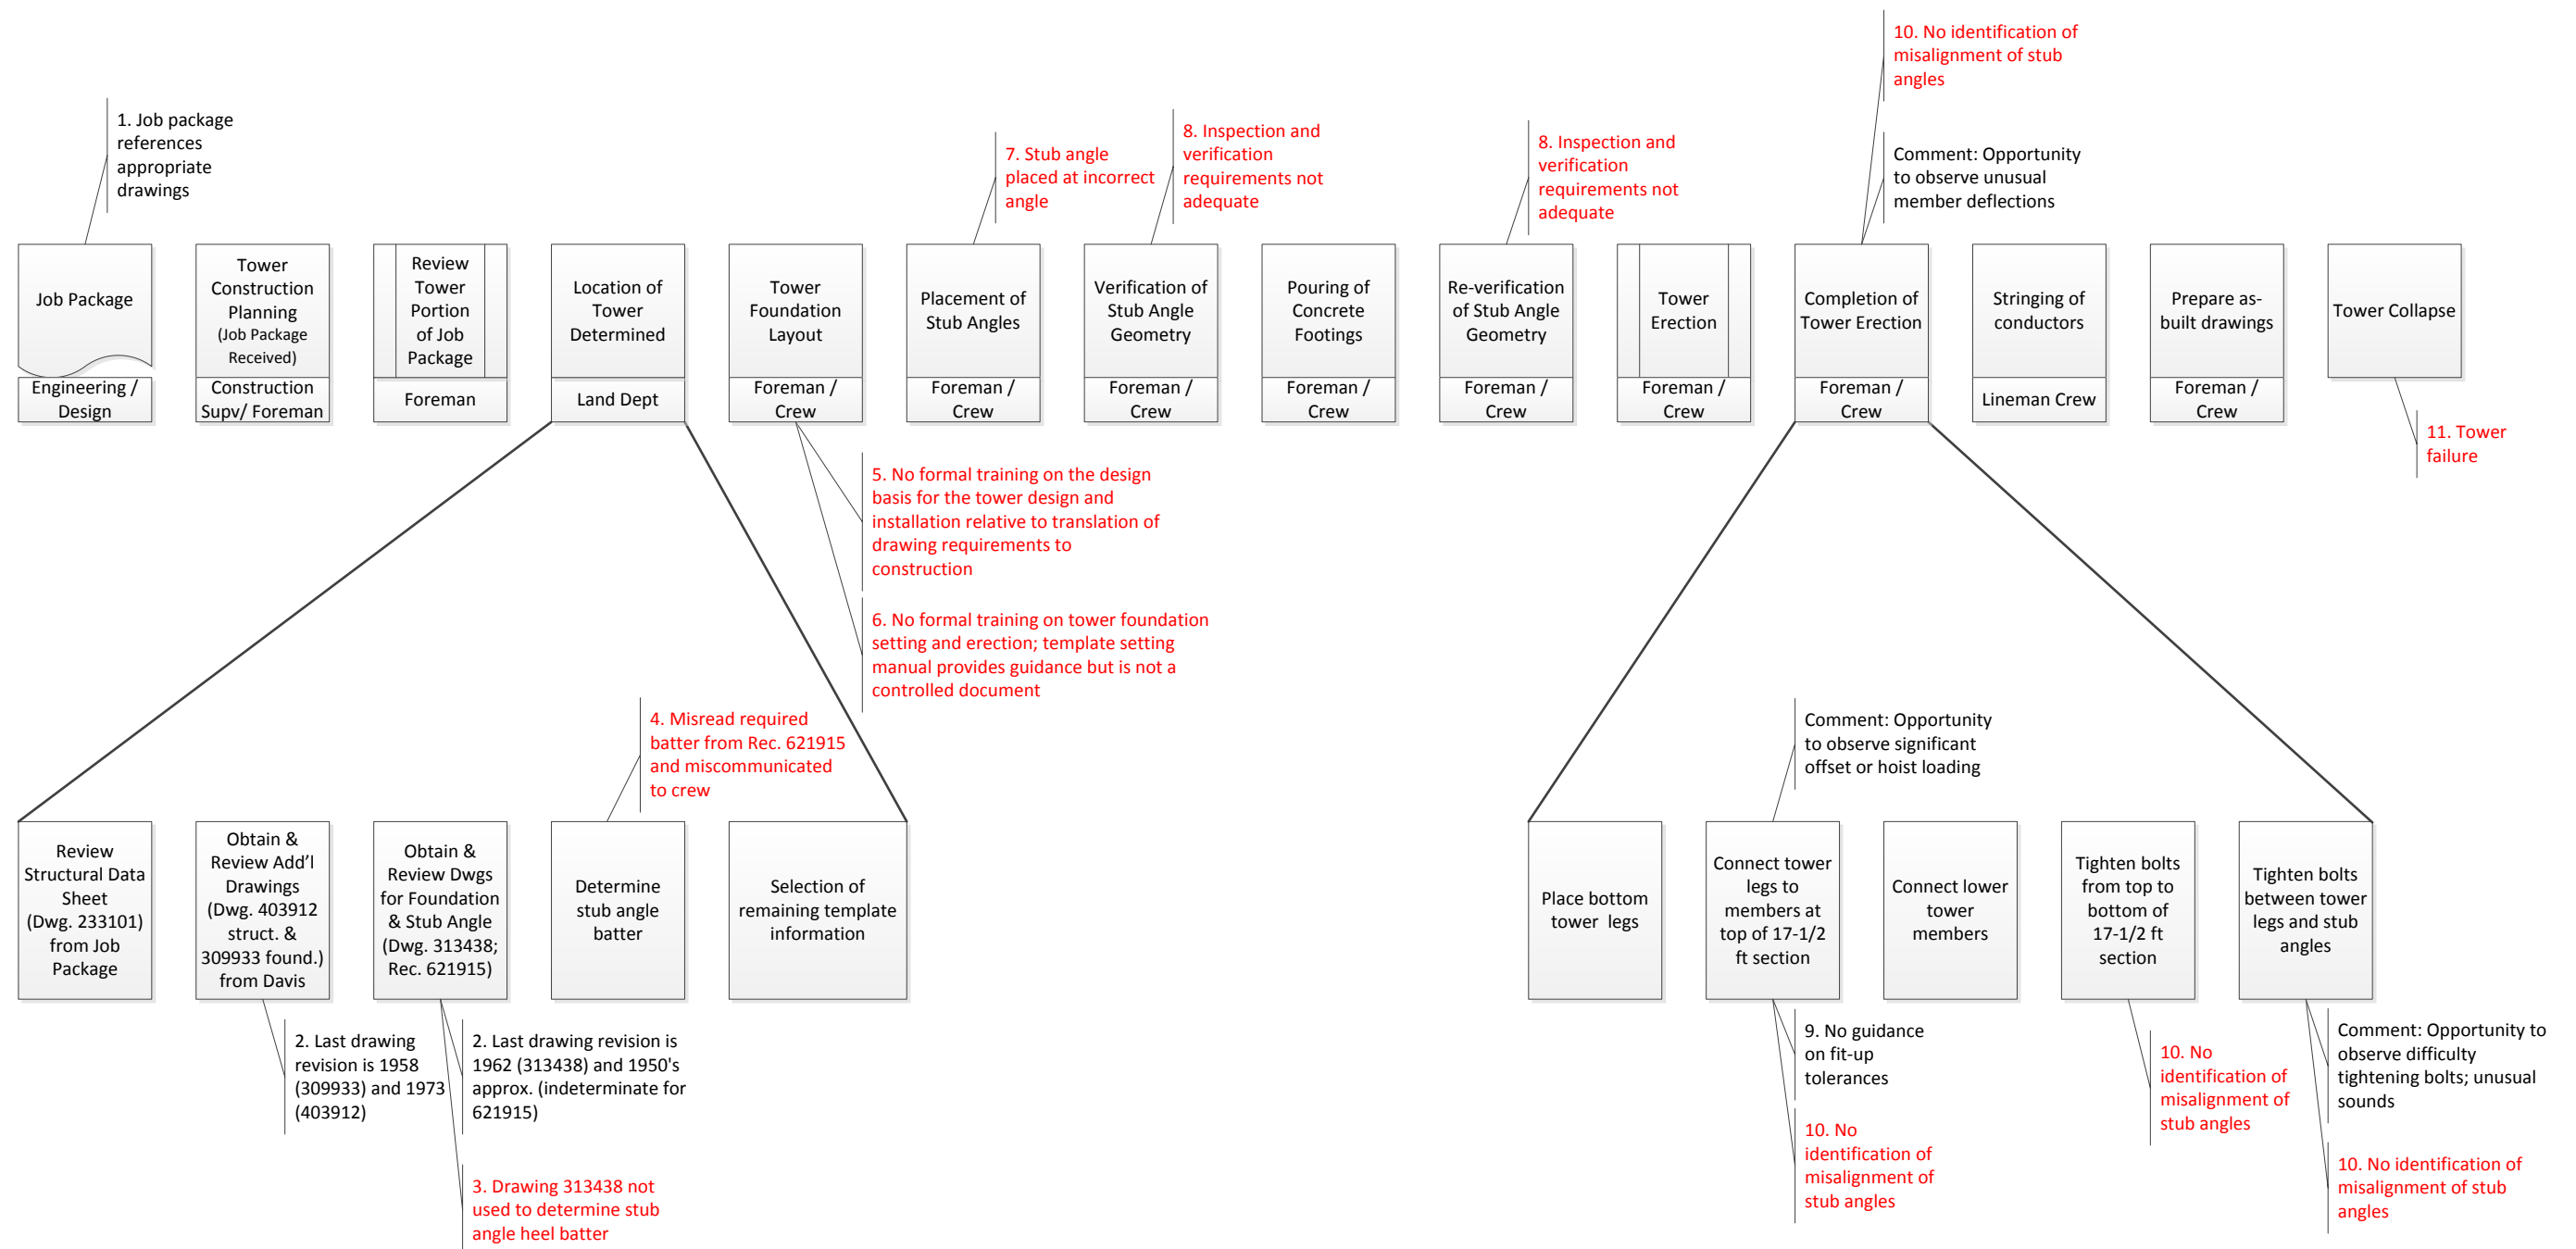 10. No identification of
misalignment of stub
angles
1. Job package
references
appropriate
drawings
7. Stub angle
placed at incorrect
angle
8. Inspection and
verification
requirements not
adequate
8. Inspection and
verification
requirements not
adequate
Comment: Opportunity
to observe unusual
member deflections
Job Package
Engineering /
Design
Tower
Construction
Planning
(Job Package
Received)
Construction
Supv/ Foreman
Review
Tower
Portion
of Job
Package
Foreman
Location of
Tower
Determined
Land Dept
Tower
Foundation
Layout
Foreman /
Crew
Placement of
Stub Angles
Foreman /
Crew
Verification of
Stub Angle
Geometry
Foreman /
Crew
Pouring of
Concrete
Footings
Foreman /
Crew
Re-verification
of Stub Angle
Geometry
Foreman /
Crew
Tower
Erection
Foreman /
Crew
Completion of
Tower Erection
Foreman /
Crew
Stringing of
conductors
Lineman Crew
Prepare as-
built drawings
Foreman /
Crew
Tower Collapse
11. Tower
failure
5. No formal training on the design
basis for the tower design and
installation relative to translation of
drawing requirements to
construction
6. No formal training on tower foundation
setting and erection; template setting
manual provides guidance but is not a
controlled document
4. Misread required
batter from Rec. 621915
and miscommunicated
to crew
Comment: Opportunity
to observe significant
offset or hoist loading
Review
Structural Data
Sheet
(Dwg. 233101)
from Job
Package
Obtain &
Review Add'l
Drawings
(Dwg. 403912
struct. &
309933 found.)
from Davis
Obtain &
Review Dwgs
for Foundation
& Stub Angle
(Dwg. 313438;
Rec. 621915)
Determine
stub angle
batter
Selection of
remaining template
information
Place bottom
tower legs
Connect tower
legs to
members at
top of 17-1/2
ft section
Connect lower
tower
members
Tighten bolts
from top to
bottom of
17-1/2 ft
section
Tighten bolts
between tower
legs and stub
angles
2. Last drawing
revision is 1958
(309933) and 1973
(403912)
2. Last drawing revision is
1962 (313438) and 1950's
approx. (indeterminate for
621915)
3. Drawing 313438 not
used to determine stub
angle heel batter
9. No guidance
on fit-up
tolerances
10. No
identification of
misalignment of
stub angles
10. No
identification of
misalignment of
stub angles
Comment: Opportunity to
observe difficulty
tightening bolts; unusual
sounds
10. No identification of
misalignment of stub
angles